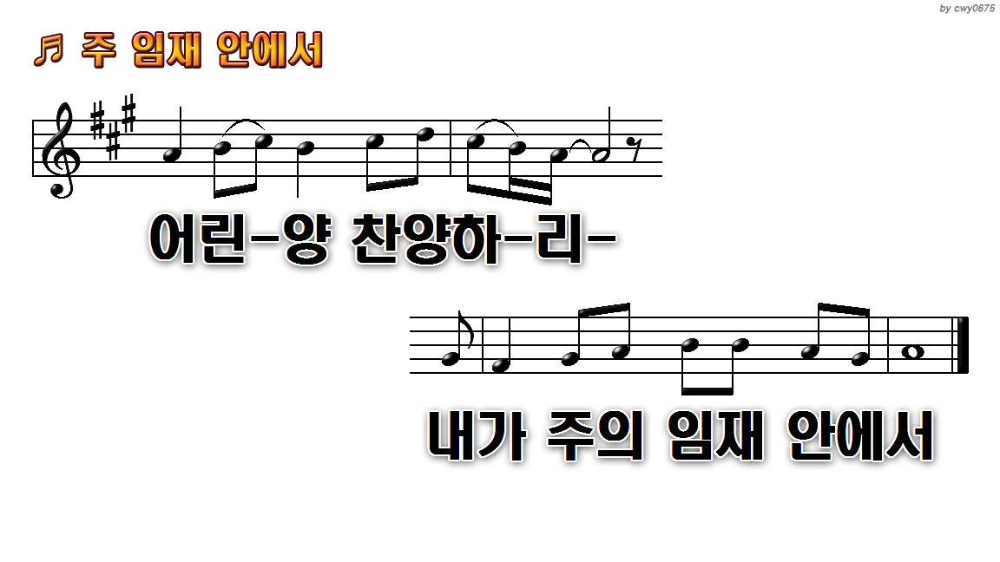 by cwy0675
♬ 주 임재 안에서
어린-양 찬양하-리-
내가 주의 임재 안에서